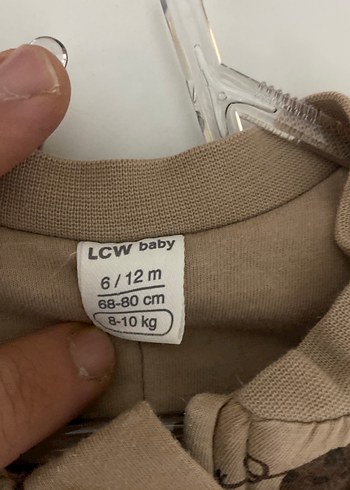 LCW baby
6 / 12 m
68-80 cm
8-10 kg